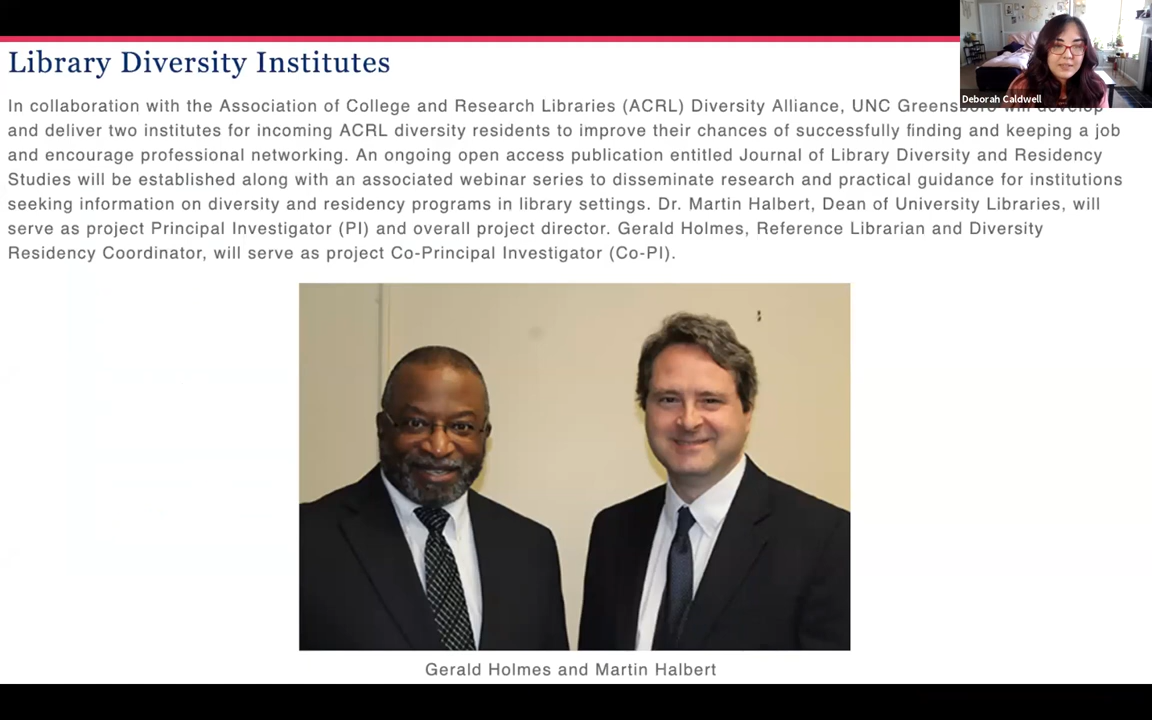 Library Diversity Institutes
Deborah Caldwell
In collaboration with the Association of College and Research Libraries (ACRL) Diversity Alliance, UNC Greensboro will develop
and deliver two institutes for incoming ACRL diversity residents to improve their chances of successfully finding and keeping a job
and encourage professional networking. An ongoing open access publication entitled Journal of Library Diversity and Residency
Studies will be established along with an associated webinar series to disseminate research and practical guidance for institutions
seeking information on diversity and residency programs in library settings. Dr. Martin Halbert, Dean of University Libraries, will
serve as project Principal Investigator (PI) and overall project director. Gerald Holmes, Reference Librarian and Diversity
Residency Coordinator, will serve as project Co-Principal Investigator (Co-PI).
Gerald Holmes and Martin Halbert